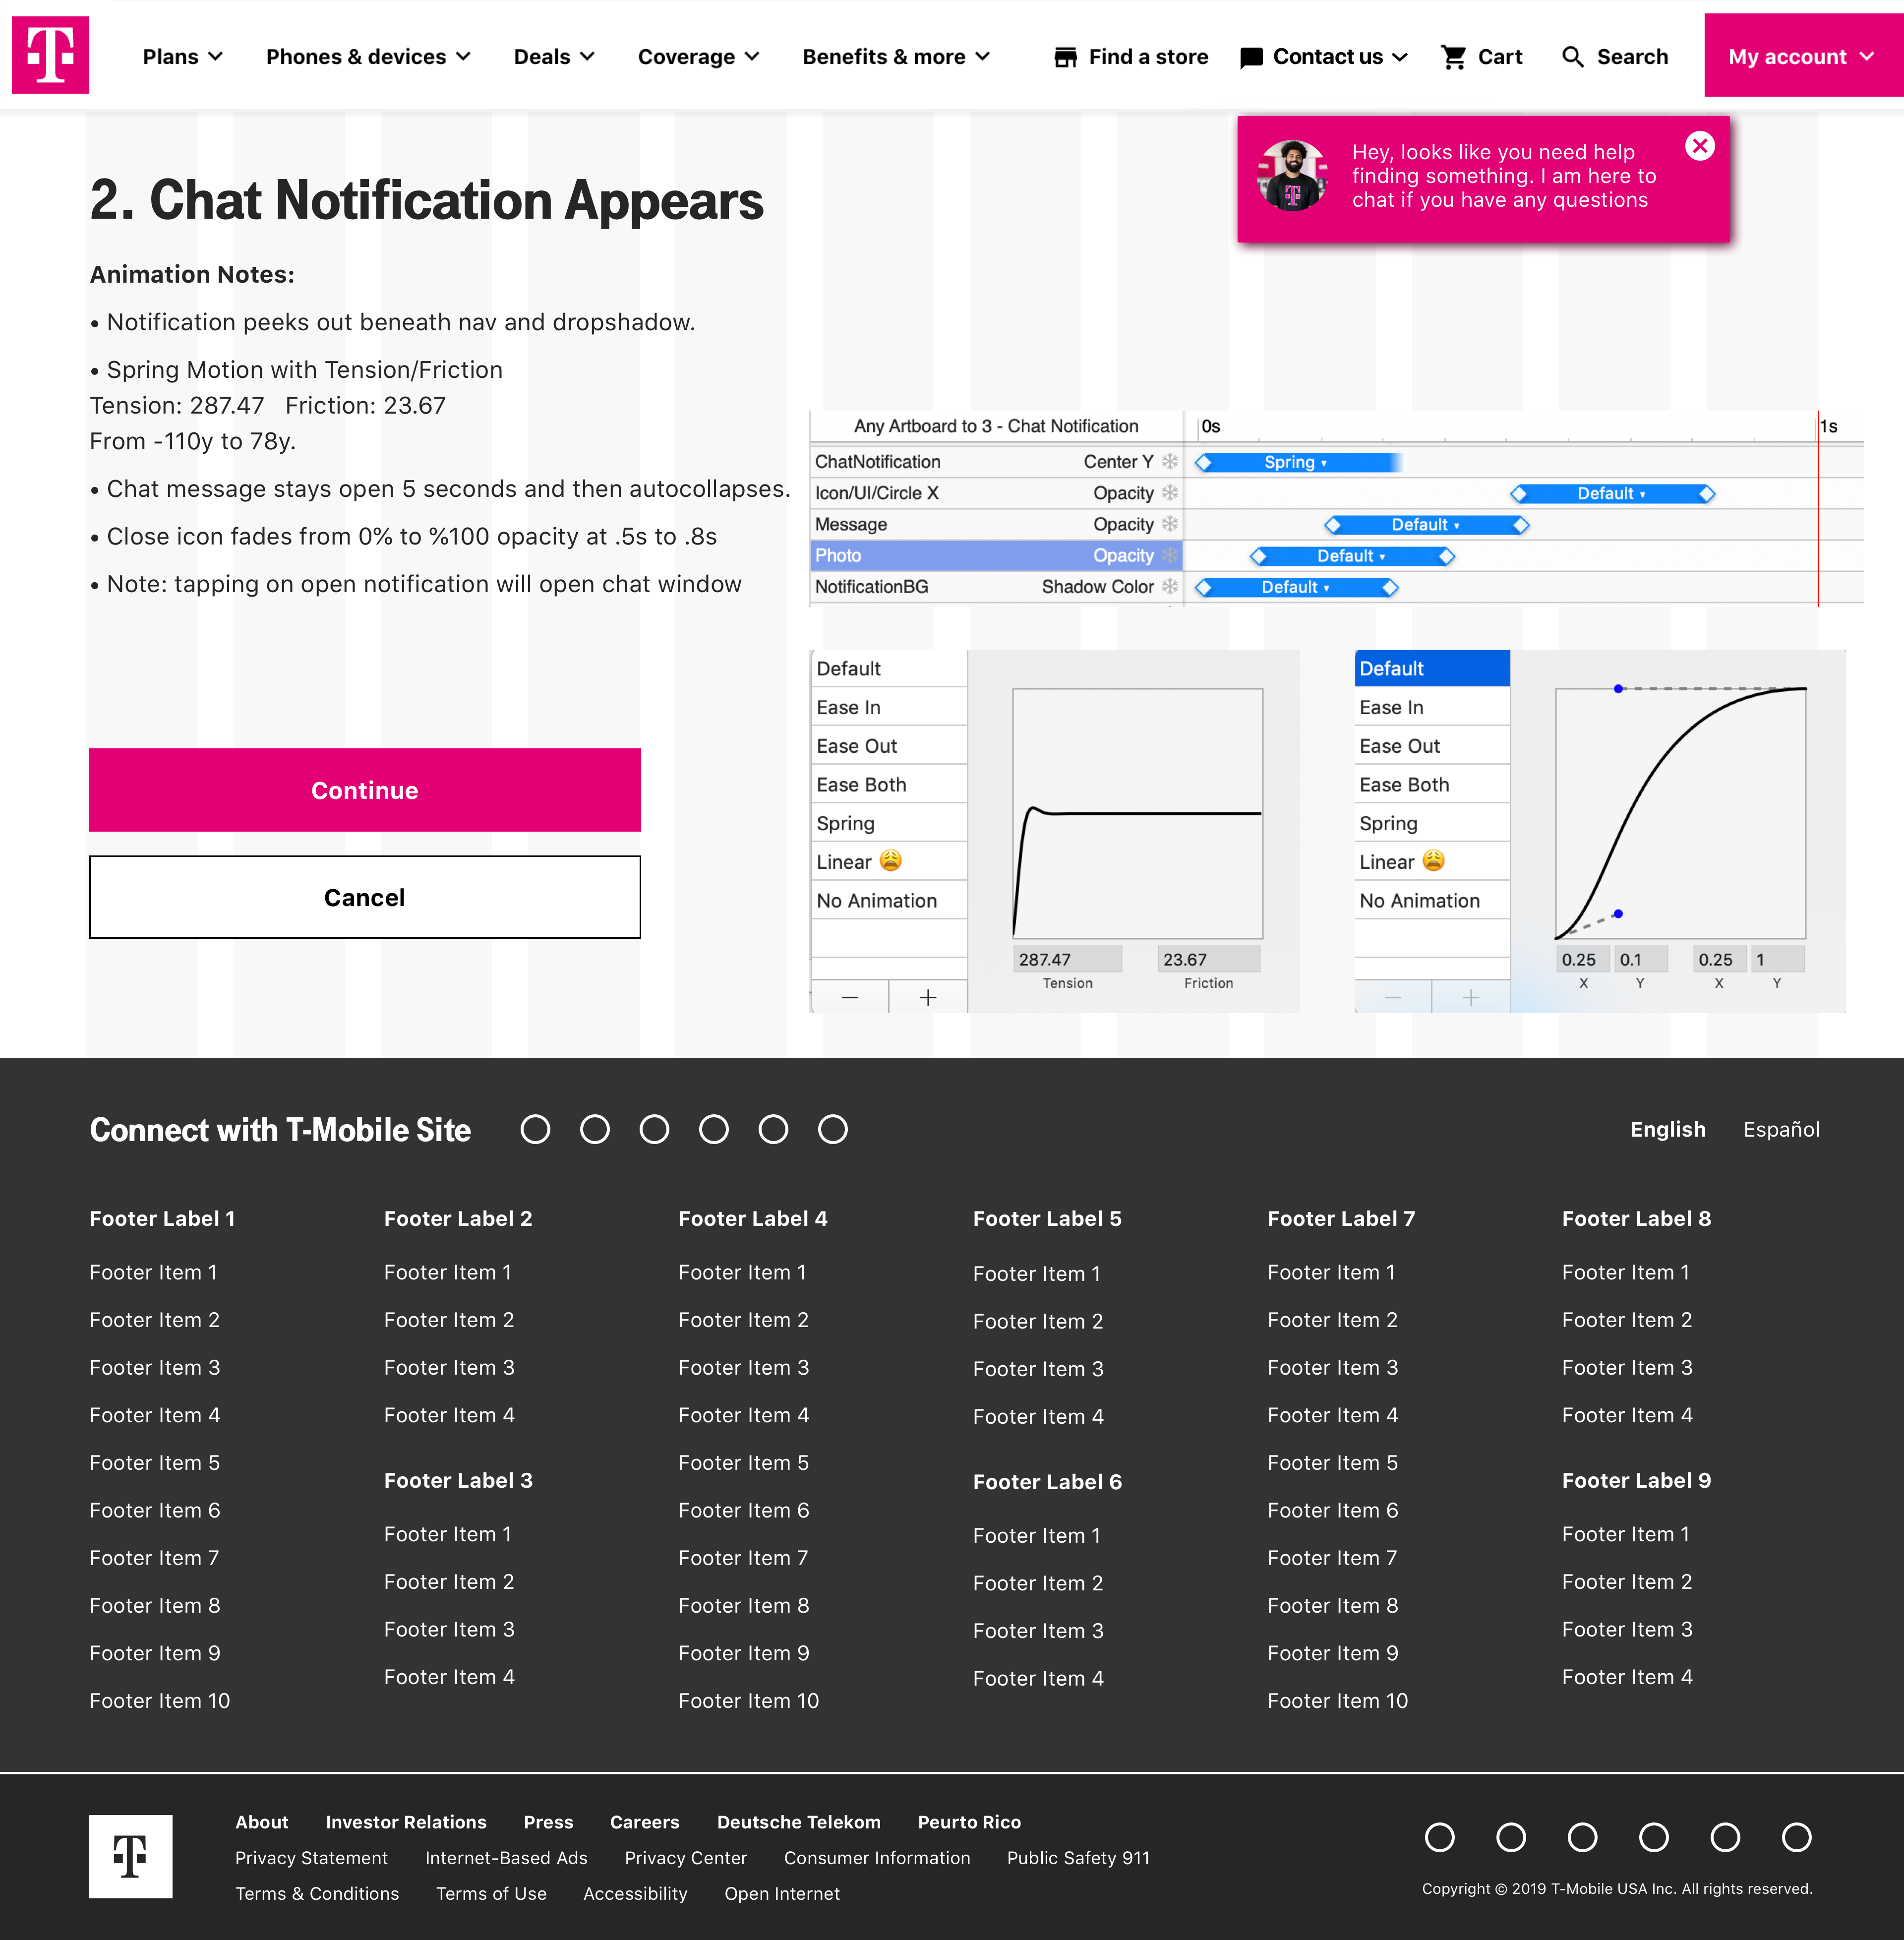 T
Plans
Phones & devices
Deals
Coverage
Benefits & more
Find a store
Contact us
Cart
Search
My account
Hey, looks like you need help
finding something. I am here to
chat if you have any questions
2. Chat Notification Appears
Animation Notes:
• Notification peeks out beneath nav and dropshadow.
• Spring Motion with Tension/Friction
Tension: 287.47 Friction: 23.67
From -110y to 78y.
• Chat message stays open 5 seconds and then autocollapses.
• Close icon fades from 0% to %100 opacity at .5s to .8s
• Note: tapping on open notification will open chat window
Continue
Cancel
Any Artboard to 3 - Chat Notification 0s 1s
ChatNotification Center Y Spring
Icon/UI/Circle X Opacity Default
Message Opacity Default
Photo Opacity Default
NotificationBG Shadow Color Default
Default
Ease In
Ease Out
Ease Both
Spring
Linear 😩
No Animation
287.47 23.67
Tension Friction
Default
Ease In
Ease Out
Ease Both
Spring
Linear 😩
No Animation
0.25 0.1 0.25 1
X Y X Y
Connect with T-Mobile Site
English Español
Footer Label 1
Footer Item 1
Footer Item 2
Footer Item 3
Footer Item 4
Footer Item 5
Footer Item 6
Footer Item 7
Footer Item 8
Footer Item 9
Footer Item 10
Footer Label 2
Footer Item 1
Footer Item 2
Footer Item 3
Footer Item 4
Footer Label 3
Footer Item 1
Footer Item 2
Footer Item 3
Footer Item 4
Footer Label 4
Footer Item 1
Footer Item 2
Footer Item 3
Footer Item 4
Footer Item 5
Footer Item 6
Footer Item 7
Footer Item 8
Footer Item 9
Footer Item 10
Footer Label 5
Footer Item 1
Footer Item 2
Footer Item 3
Footer Item 4
Footer Label 6
Footer Item 1
Footer Item 2
Footer Item 3
Footer Item 4
Footer Label 7
Footer Item 1
Footer Item 2
Footer Item 3
Footer Item 4
Footer Item 5
Footer Item 6
Footer Item 7
Footer Item 8
Footer Item 9
Footer Item 10
Footer Label 8
Footer Item 1
Footer Item 2
Footer Item 3
Footer Item 4
Footer Label 9
Footer Item 1
Footer Item 2
Footer Item 3
Footer Item 4
T
About Investor Relations Press Careers Deutsche Telekom Peurto Rico
Privacy Statement Internet-Based Ads Privacy Center Consumer Information Public Safety 911
Terms & Conditions Terms of Use Accessibility Open Internet
Copyright © 2019 T-Mobile USA Inc. All rights reserved.